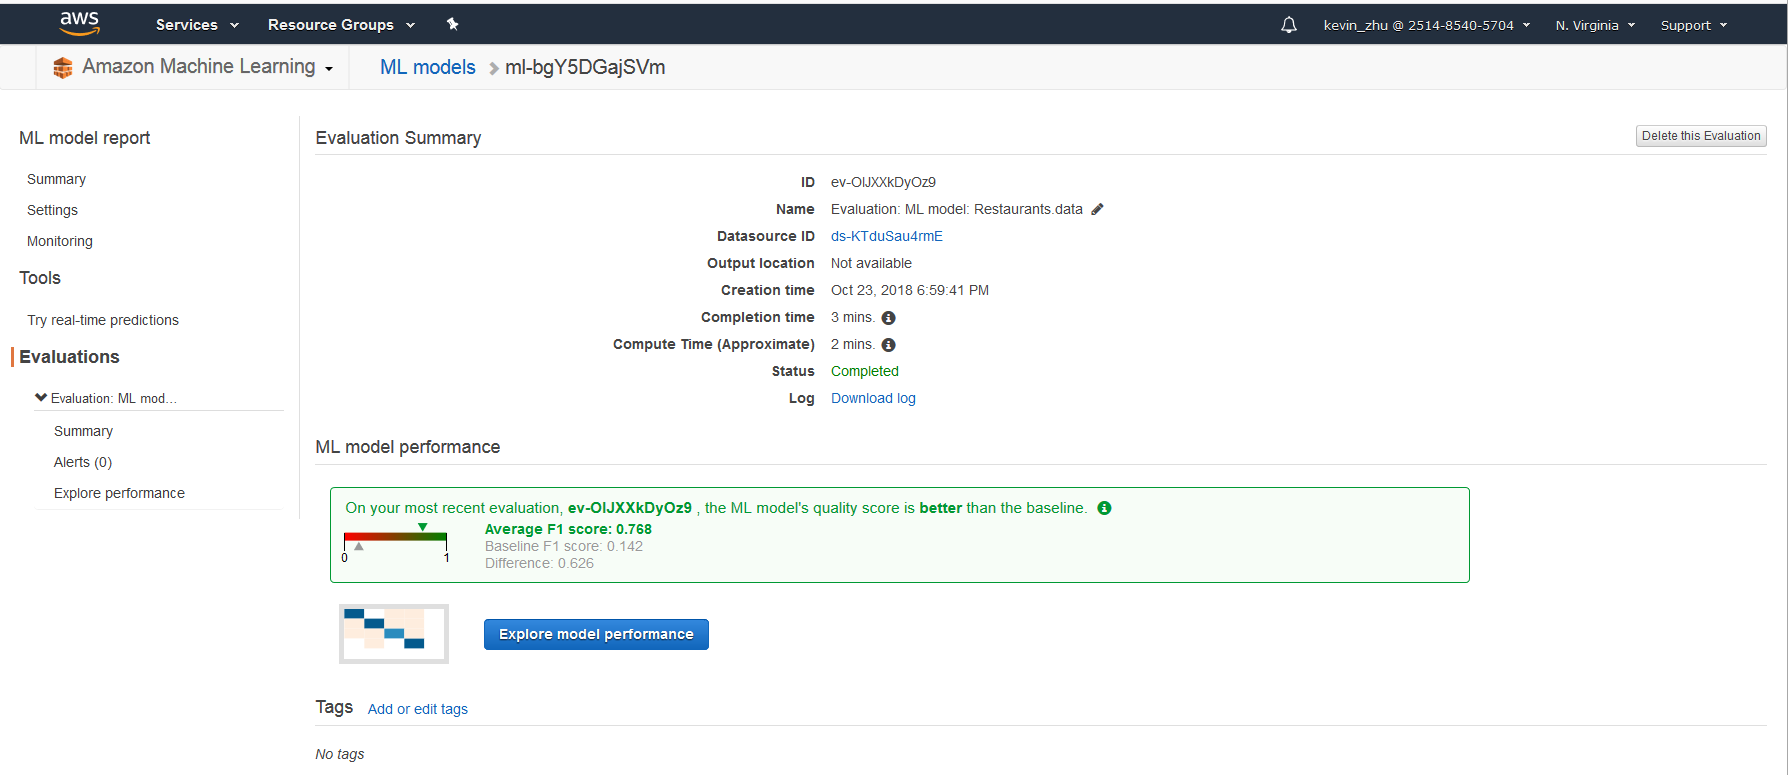 aws Services Resource Groups kevin_zhu @ 2514-8540-5704 N. Virginia Support
Amazon Machine Learning ML models ml-bgY5DGajSVm
ML model report
Summary
Settings
Monitoring
Tools
Try real-time predictions
Evaluations
Evaluation: ML mod...
Summary
Alerts (0)
Explore performance
Evaluation Summary Delete this Evaluation
ID ev-OlJXXkDyOz9
Name Evaluation: ML model: Restaurants.data
Datasource ID ds-KTduSau4rmE
Output location Not available
Creation time Oct 23, 2018 6:59:41 PM
Completion time 3 mins.
Compute Time (Approximate) 2 mins.
Status Completed
Log Download log
ML model performance
On your most recent evaluation, ev-OlJXXkDyOz9 , the ML model's quality score is better than the baseline.
Average F1 score: 0.768
Baseline F1 score: 0.142
Difference: 0.626
0 1
Explore model performance
Tags Add or edit tags
No tags